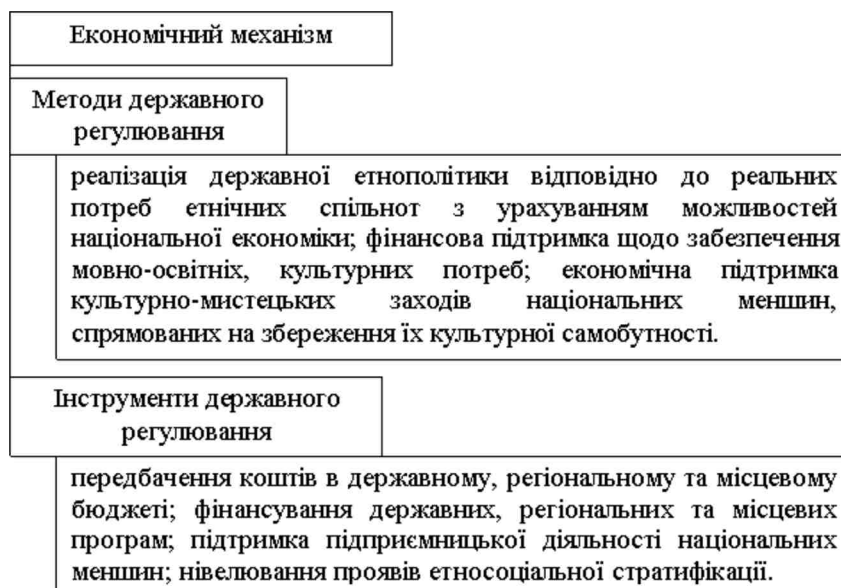 Економічний механізм
Методи державного
регулювання
реалізація державної етнополітики відповідно до реальних
потреб етнічних спільнот з урахуванням можливостей
національної економіки; фінансова підтримка щодо забезпечення
мовно-освітніх, культурних потреб; економічна підтримка
культурно-мистецьких заходів національних меншин,
спрямованих на збереження їх культурної самобутності.
Інструменти державного
регулювання
передбачення коштів в державному, регіональному та місцевому
бюджеті; фінансування державних, регіональних та місцевих
програм; підтримка підприємницької діяльності національних
меншин; нівелювання проявів етносоціальної стратифікації.